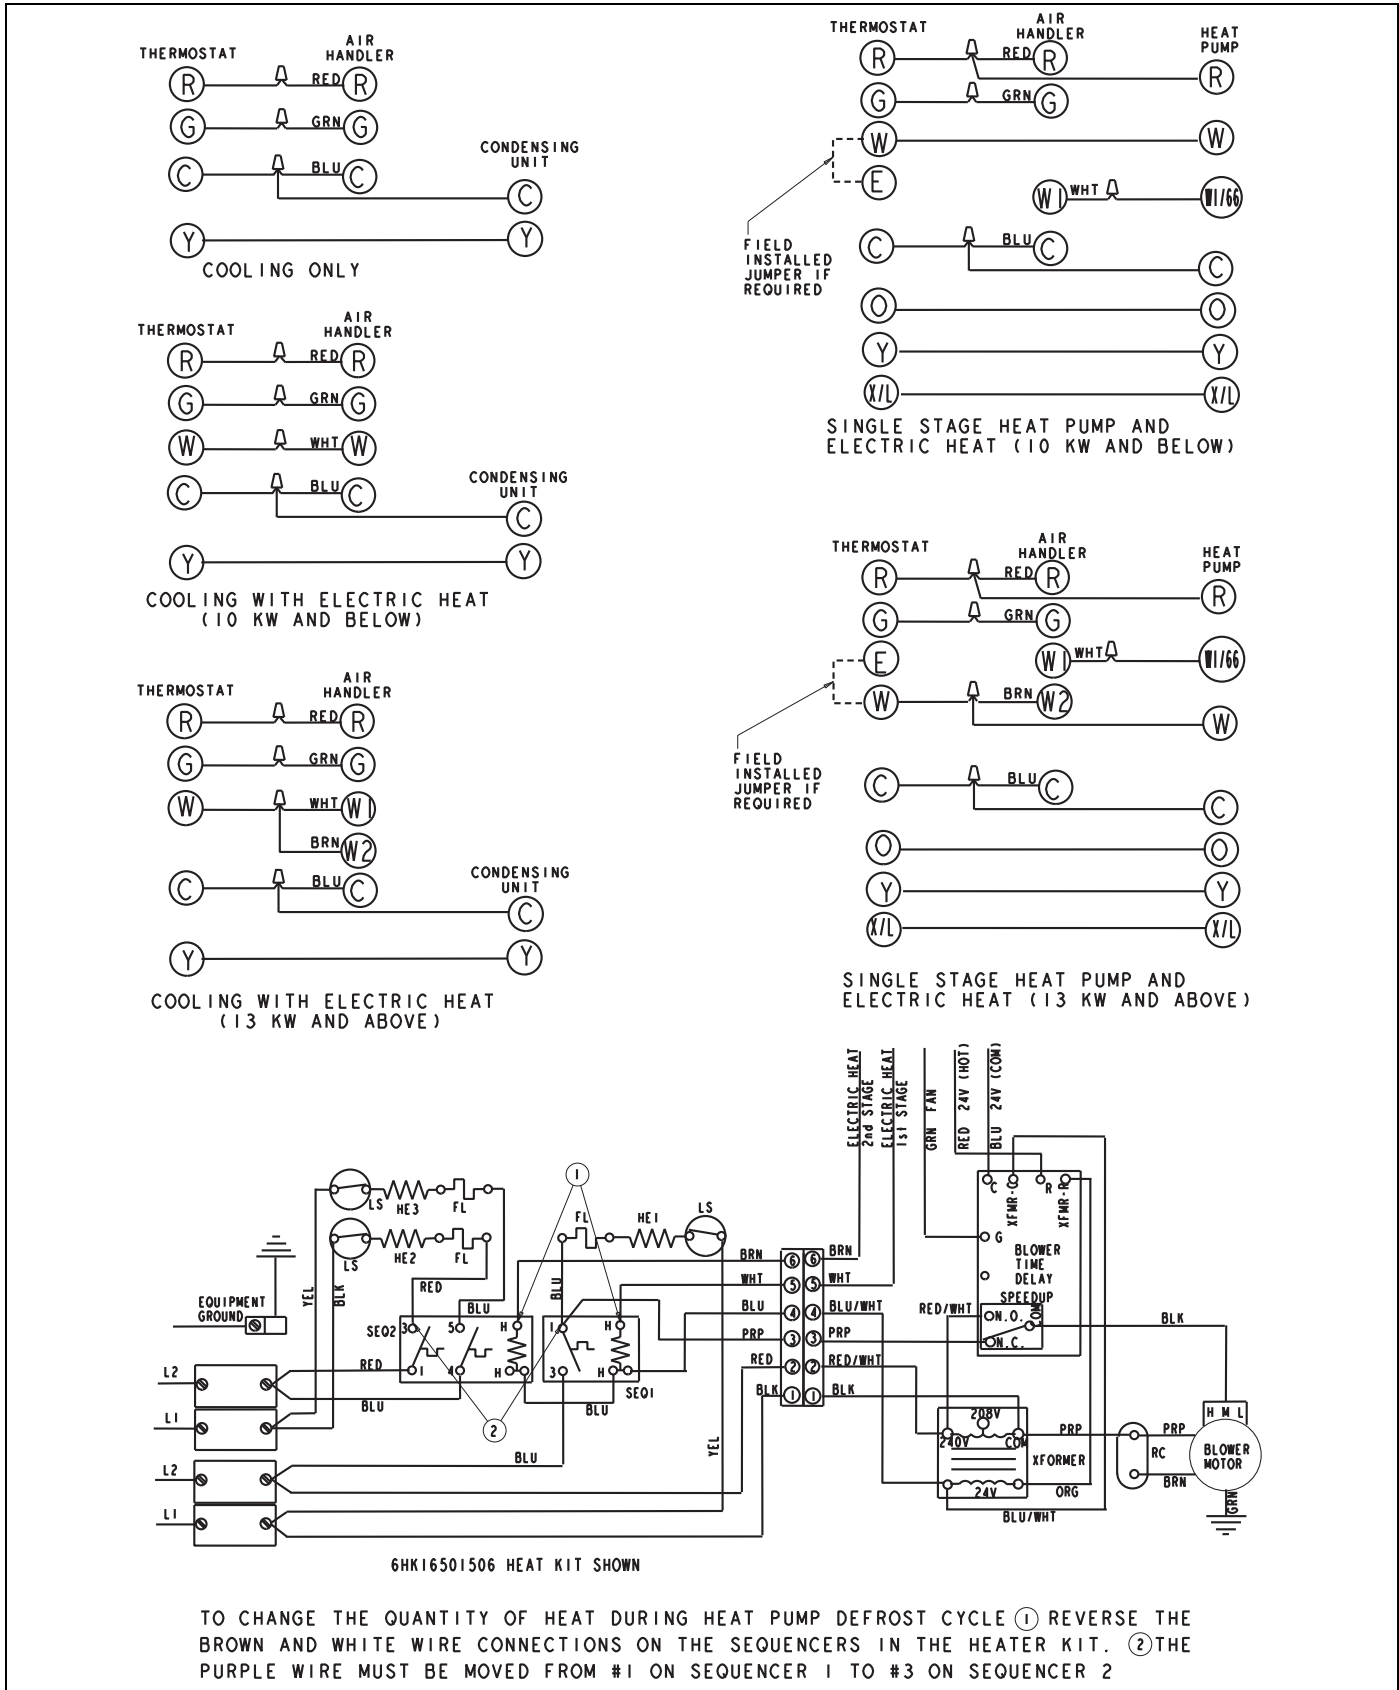 THERMOSTAT
AIR
HANDLER
R RED R
G GRN G
CONDENSING
UNIT
C BLU C
C
Y Y
COOLING ONLY
THERMOSTAT
AIR
HANDLER
R RED R
G GRN G
W WHT W
CONDENSING
UNIT
C BLU C
C
Y Y
COOLING WITH ELECTRIC HEAT
(10 KW AND BELOW)
THERMOSTAT
AIR
HANDLER
R RED R
G GRN G
W WHT W1
BRN W2
CONDENSING
UNIT
C BLU C
C
Y Y
COOLING WITH ELECTRIC HEAT
(13 KW AND ABOVE)
THERMOSTAT
AIR
HANDLER
HEAT
PUMP
R RED R
R
G GRN G
W W
E
W1 WHT W1/66
FIELD
INSTALLED
JUMPER IF
REQUIRED
C BLU C
C
O O
Y Y
X/L X/L
SINGLE STAGE HEAT PUMP AND
ELECTRIC HEAT (10 KW AND BELOW)
THERMOSTAT
AIR
HANDLER
HEAT
PUMP
R RED R
R
G GRN G
E W1 WHT W1/66
W BRN W2
W
FIELD
INSTALLED
JUMPER IF
REQUIRED
C BLU C
C
O O
Y Y
X/L X/L
SINGLE STAGE HEAT PUMP AND
ELECTRIC HEAT (13 KW AND ABOVE)
ELECTRIC HEAT
2nd STAGE
ELECTRIC HEAT
1st STAGE
GRN FAN
RED 24V (HOT)
BLU 24V (COM)
1
LS
HE3
FL
LS
HE2
FL
FL
HE1
LS
C
XFMR-C
R
XFMR-R
G
BLOWER
TIME
DELAY
SPEEDUP
N.O.
COM
N.C.
YEL
BLK
RED
BLU
BLU
EQUIPMENT
GROUND
SEQ2
3 5 H
1 4 H
1 H
3 H
SEQ1
BRN 6 6 BRN
WHT 5 5 WHT
BLU 4 4 BLU/WHT
PRP 3 3 PRP
RED 2 2 RED/WHT
BLK 1 1 BLK
RED/WHT
BLK
L2
RED
BLU
L1
BLU
2
L2
BLU
L1
YEL
208V
240V
COM
XFORMER
24V
PRP
ORG
BLU/WHT
RC
PRP
BRN
H M L
BLOWER
MOTOR
GRN
6HK16501506 HEAT KIT SHOWN
TO CHANGE THE QUANTITY OF HEAT DURING HEAT PUMP DEFROST CYCLE 1 REVERSE THE
BROWN AND WHITE WIRE CONNECTIONS ON THE SEQUENCERS IN THE HEATER KIT. 2 THE
PURPLE WIRE MUST BE MOVED FROM #1 ON SEQUENCER 1 TO #3 ON SEQUENCER 2